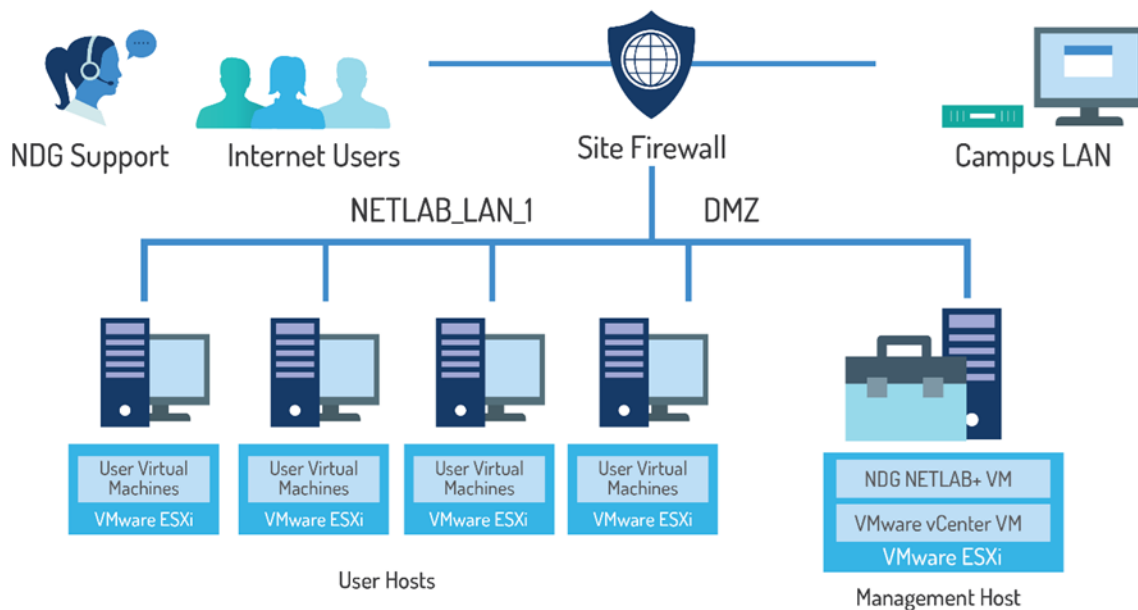 NDG Support
Internet Users
Site Firewall
Campus LAN
NETLAB_LAN_1
DMZ
User Virtual
Machines
VMware ESXi
User Virtual
Machines
VMware ESXi
User Virtual
Machines
VMware ESXi
User Virtual
Machines
VMware ESXi
NDG NETLAB+ VM
VMware vCenter VM
VMware ESXi
User Hosts
Management Host